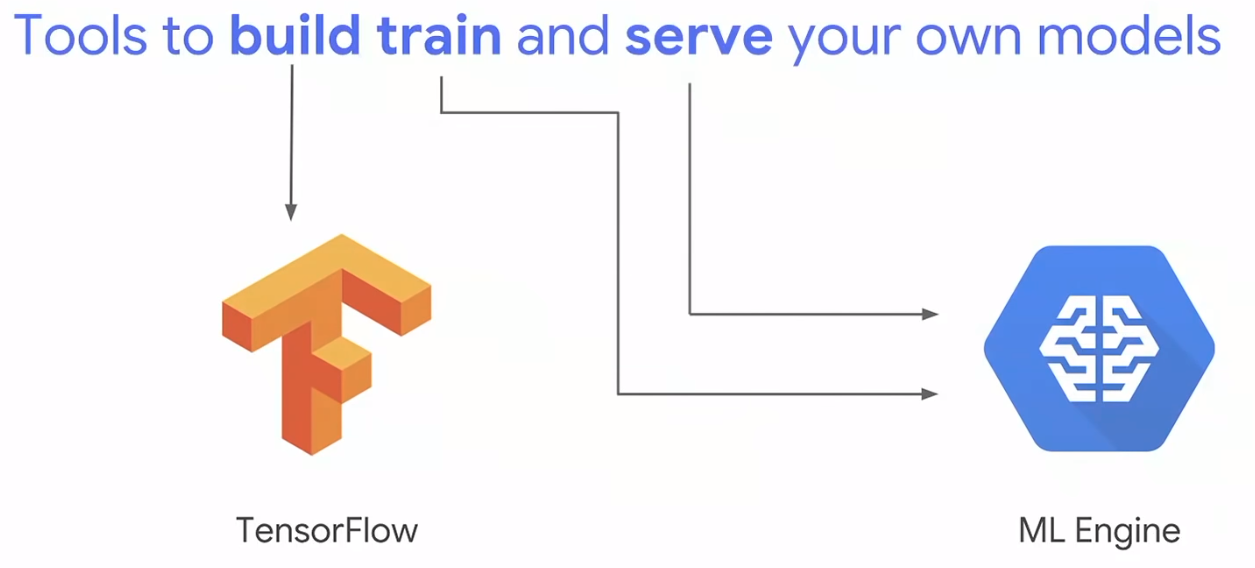 Tools to build train and serve your own models
TensorFlow
ML Engine